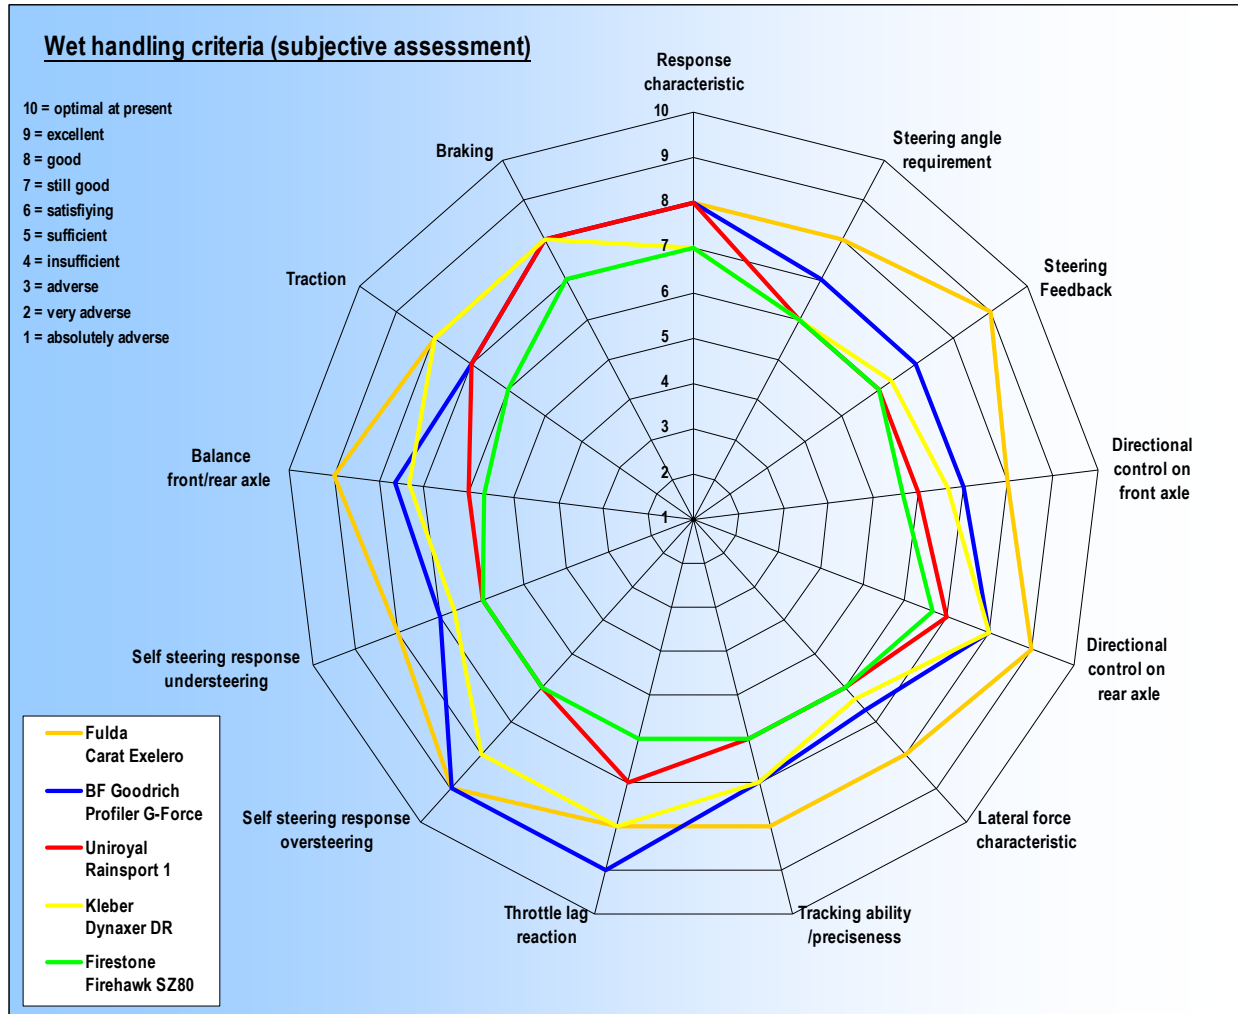 Wet handling criteria (subjective assessment)
10 = optimal at present
9 = excellent
8 = good
7 = still good
6 = satisfiying
5 = sufficient
4 = insufficient
3 = adverse
2 = very adverse
1 = absolutely adverse
Response
characteristic
Steering angle
requirement
Steering
Feedback
Directional
control on
front axle
Directional
control on
rear axle
Lateral force
characteristic
Tracking ability
/preciseness
Throttle lag
reaction
Self steering response
oversteering
Self steering response
understeering
Balance
front/rear axle
Traction
Braking
10
9
8
7
6
5
4
3
2
1
Fulda
Carat Exelero
BF Goodrich
Profiler G-Force
Uniroyal
Rainsport 1
Kleber
Dynaxer DR
Firestone
Firehawk SZ80